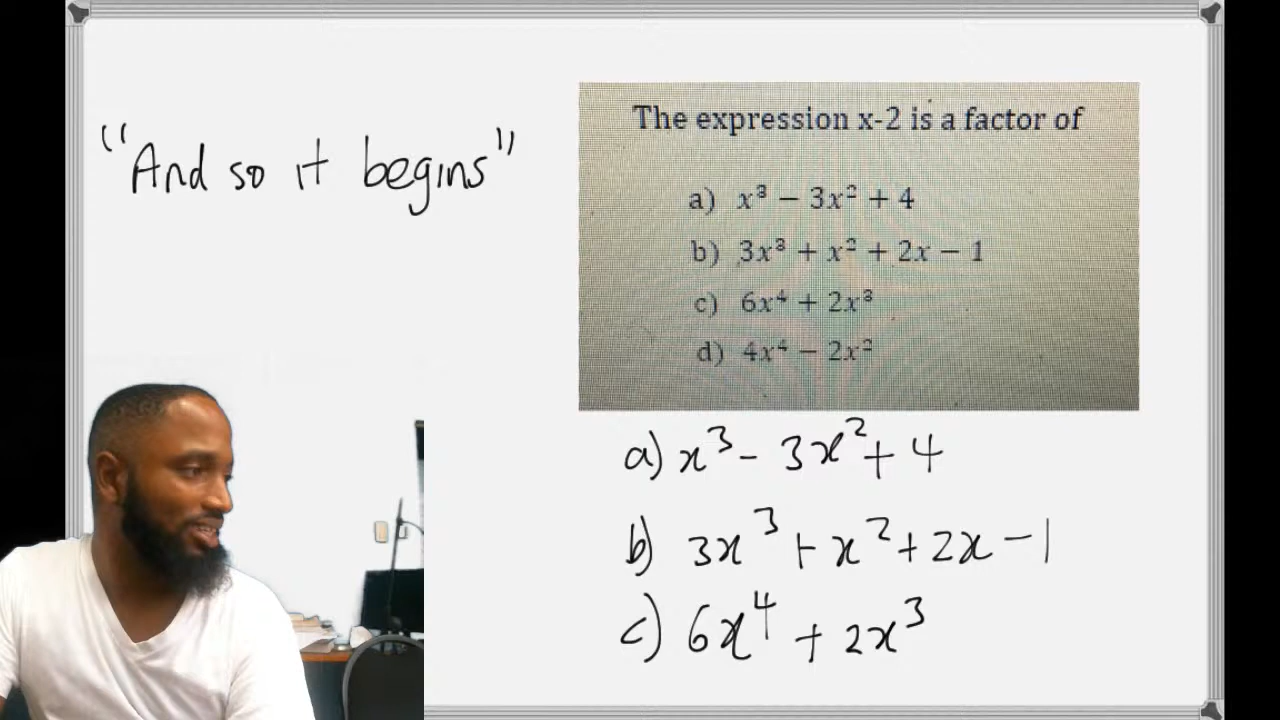 "And so it begins"
The expression x-2 is a factor of
a) x³ − 3x² + 4
b) 3x³ + x² + 2x − 1
c) 6x⁴ + 2x³
d) 4x⁴ − 2x²
a) x³ - 3x² + 4
b) 3x³ + x² + 2x − 1
c) 6x⁴ + 2x³